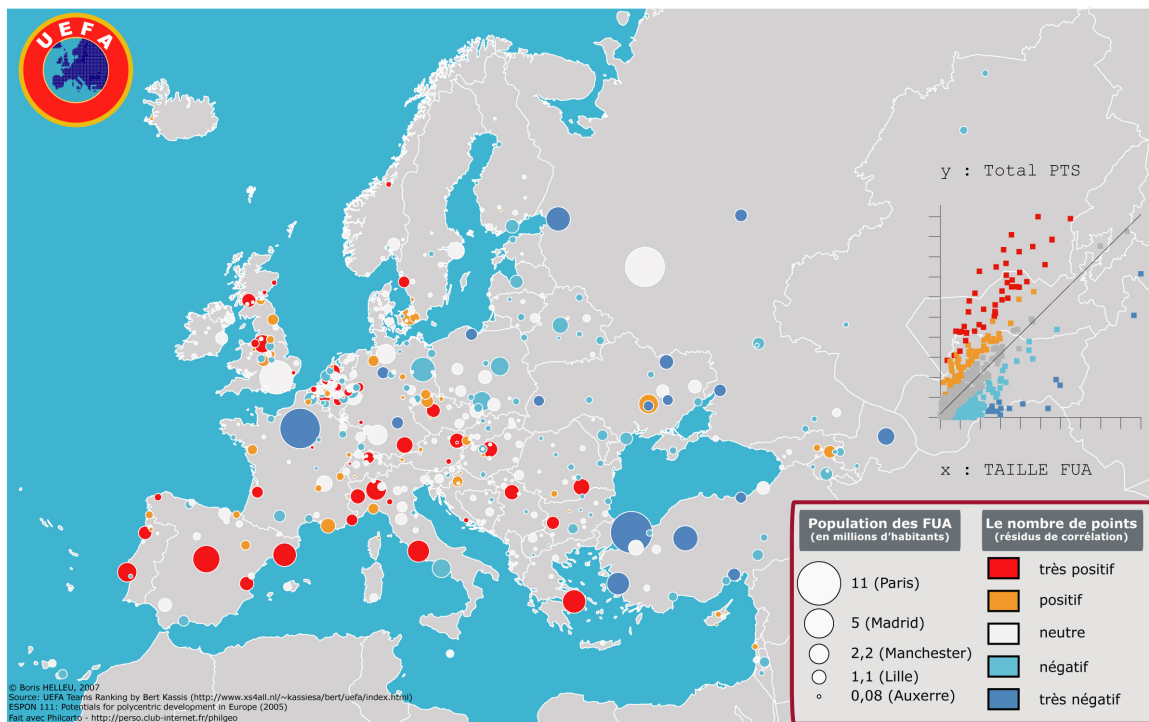 UEFA
y : Total PTS
x : TAILLE FUA
Population des FUA
(en millions d'habitants)
11 (Paris)
5 (Madrid)
2,2 (Manchester)
1,1 (Lille)
0,08 (Auxerre)
Le nombre de points
(résidus de corrélation)
très positif
positif
neutre
négatif
très négatif
© Boris HELLEU, 2007
Source: UEFA Teams Ranking by Bert Kassis (http://www.xs4all.nl/~kassiesa/bert/uefa/index.html)
ESPON 111: Potentials for polycentric development in Europe (2005)
Fait avec Philcarto - http://perso.club-internet.fr/philgeo